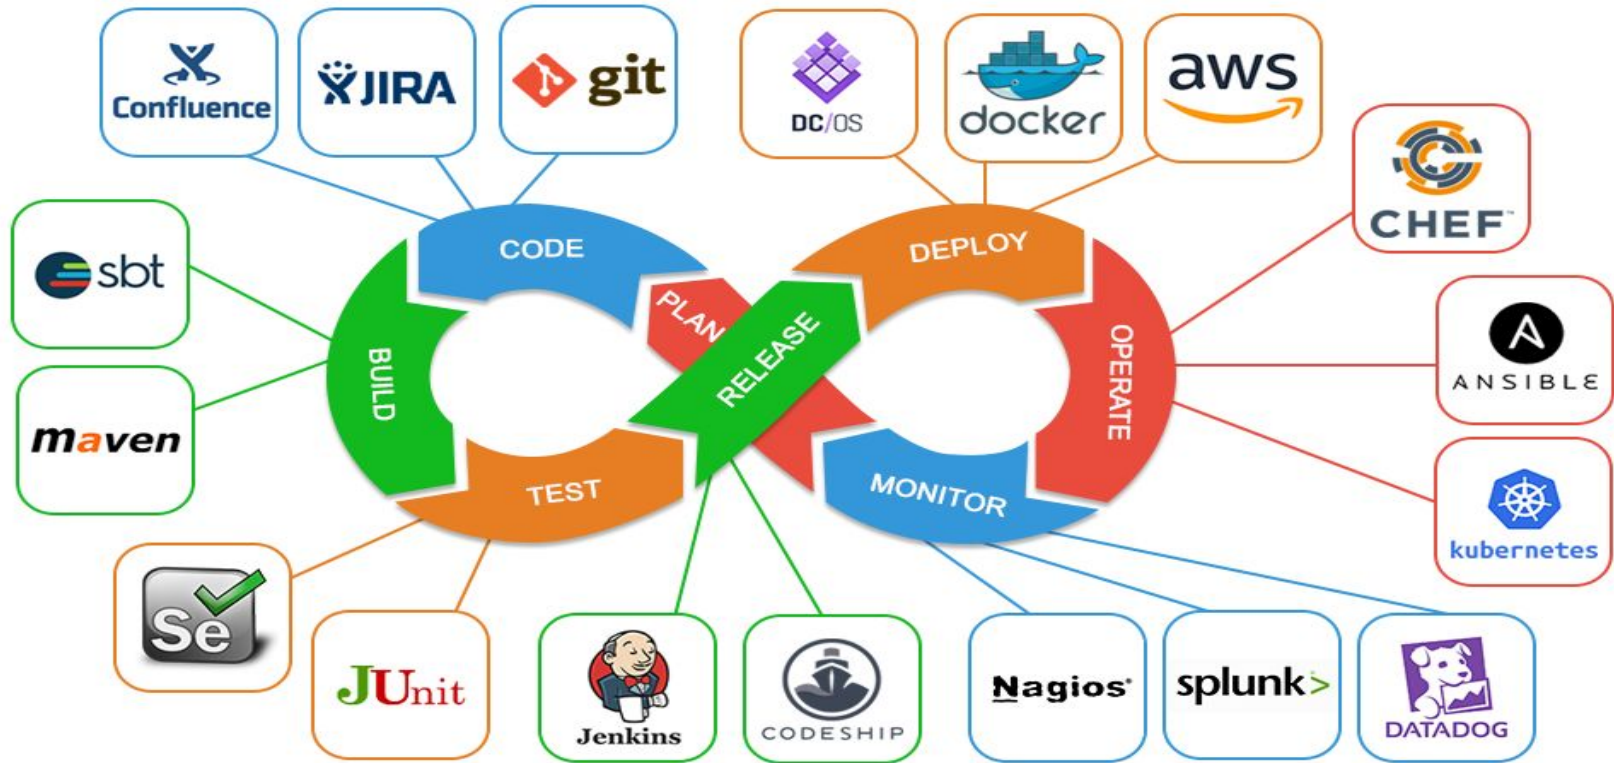 Confluence
JIRA
git
DC/OS
docker
aws
CHEF™
sbt
CODE
DEPLOY
PLAN
RELEASE
BUILD
OPERATE
ANSIBLE
maven
TEST
MONITOR
kubernetes
Se
JUnit
Jenkins
CODESHIP
Nagios®
splunk>
DATADOG